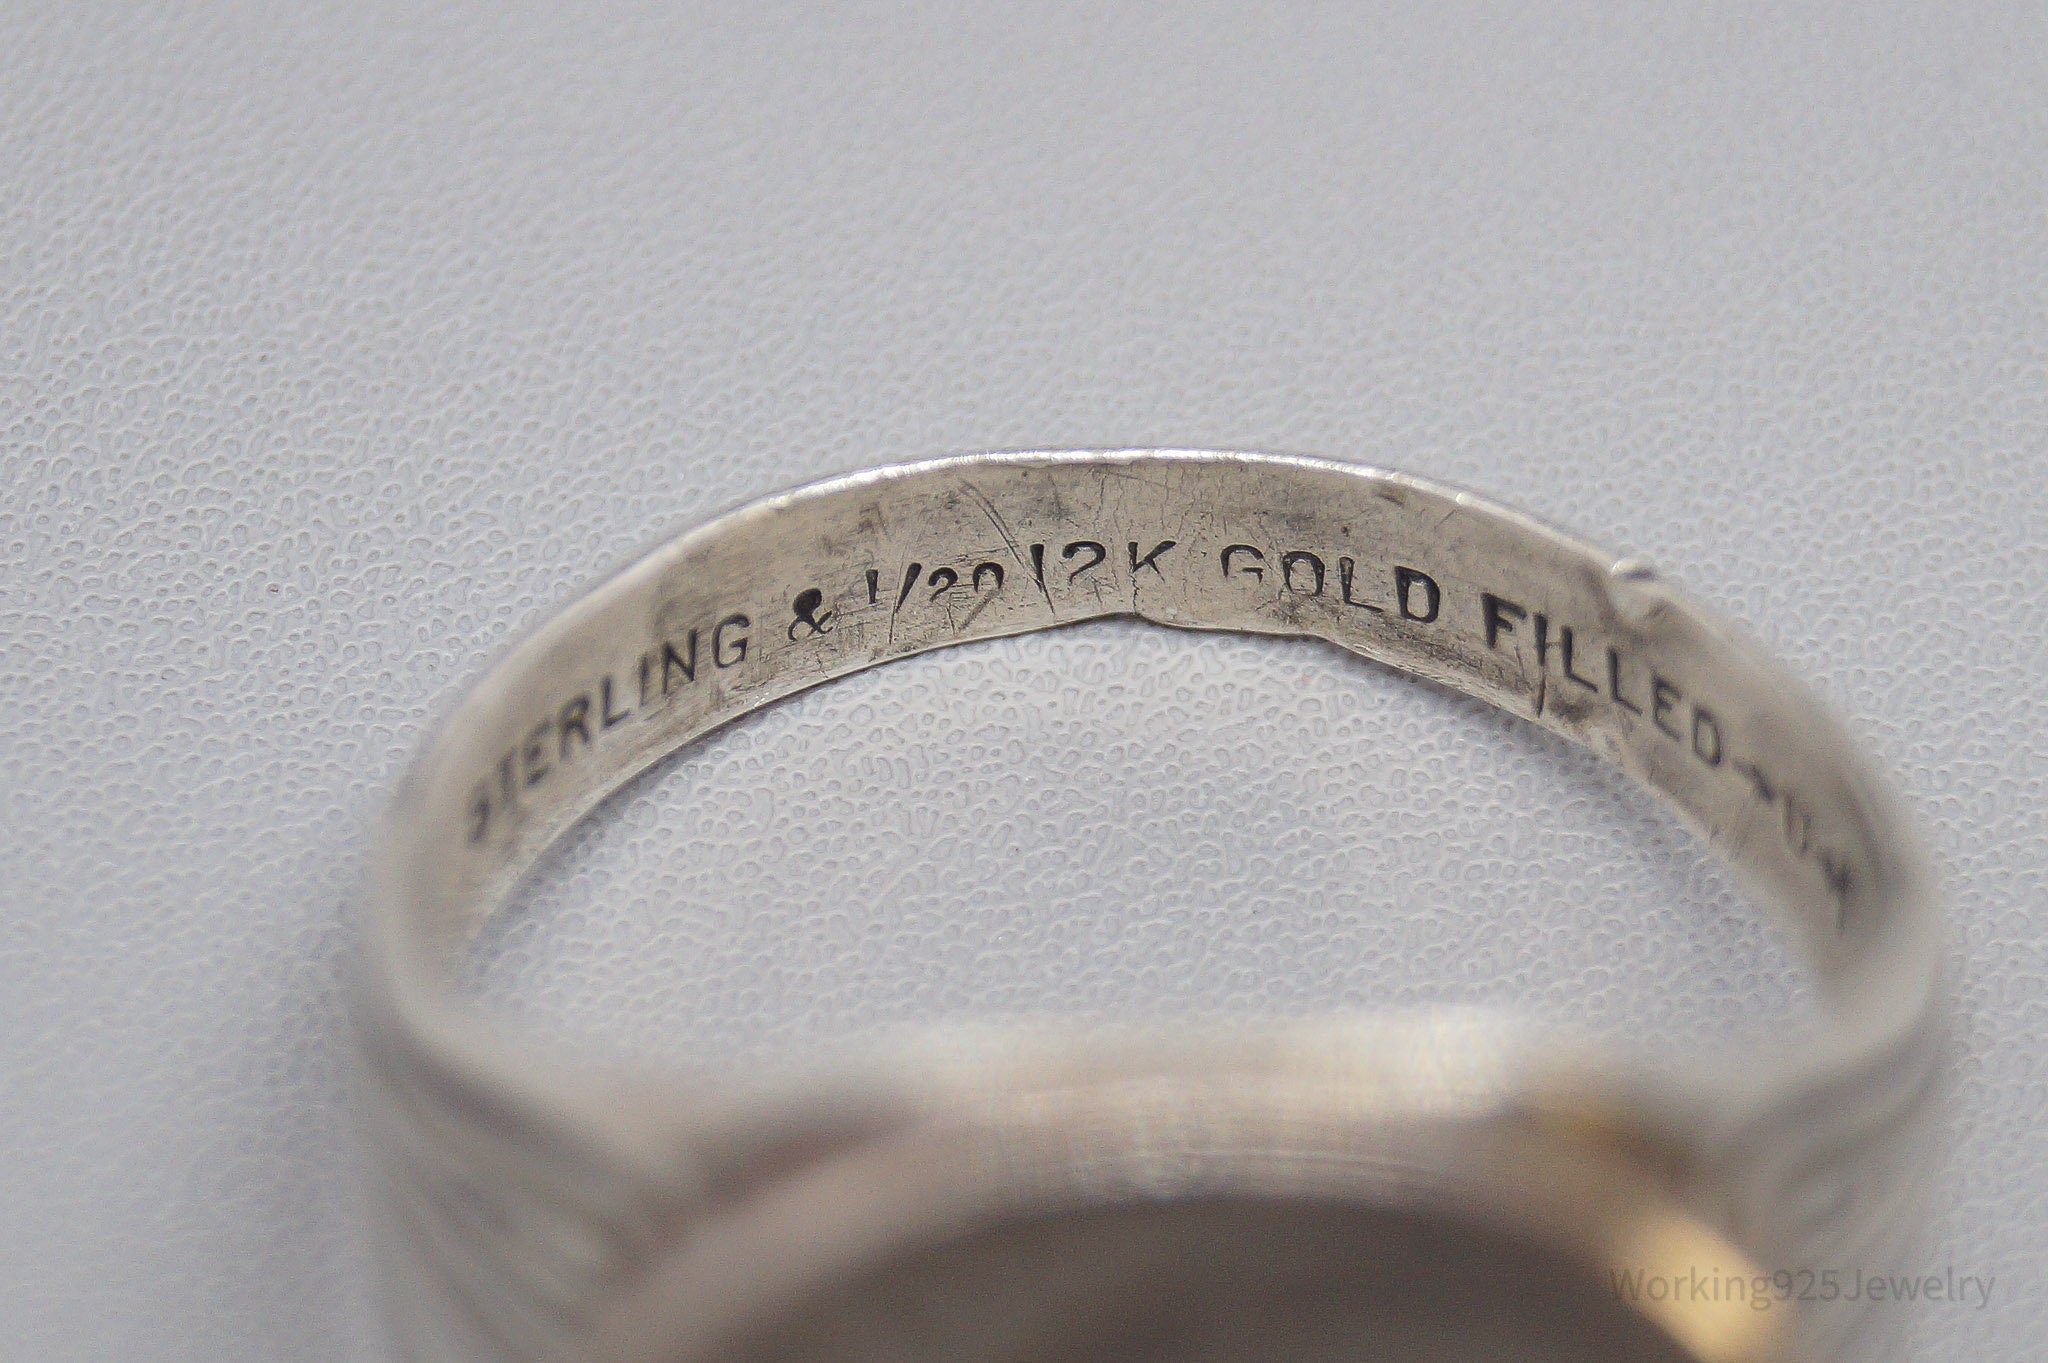 STERLING & 1/20 12K GOLD FILLED
Working925Jewelry